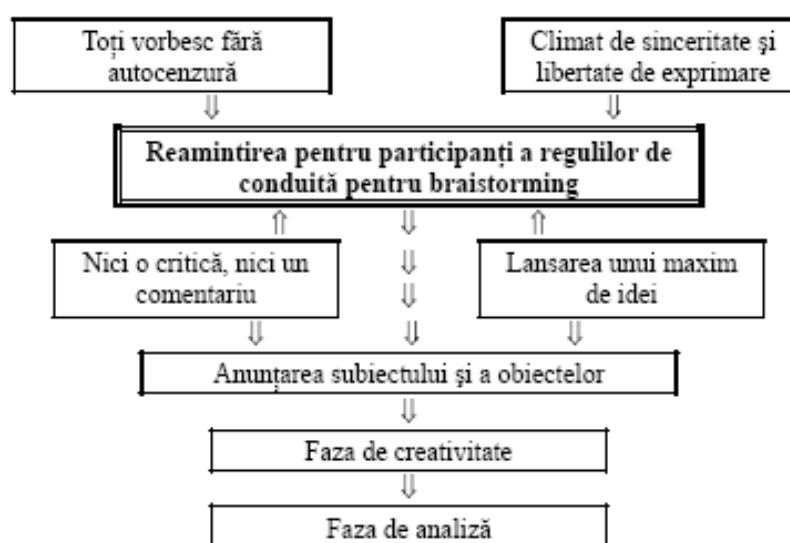 Toți vorbesc fără
autocenzură
Climat de sinceritate şi
libertate de exprimare
Reamintirea pentru participanți a regulilor de
conduită pentru braistorming
Nici o critică, nici un
comentariu
Lansarea unui maxim
de idei
Anunțarea subiectului şi a obiectelor
Faza de creativitate
Faza de analiză